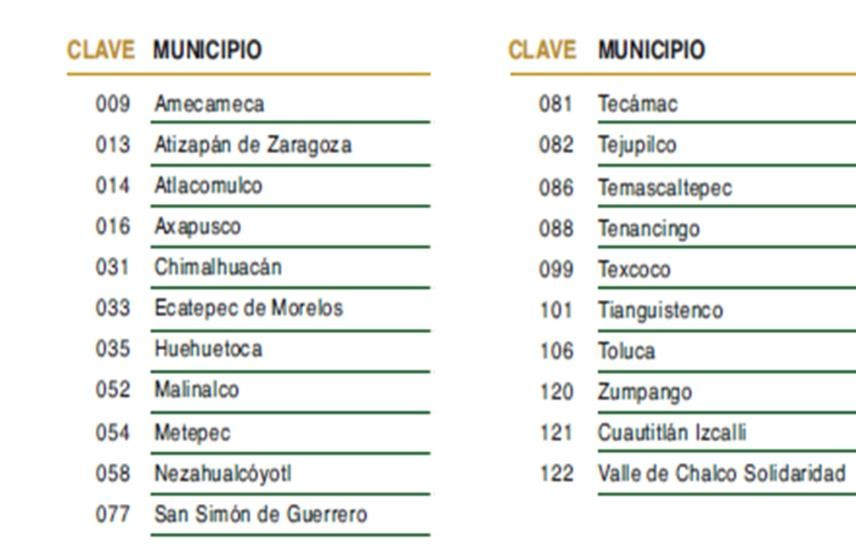 CLAVE MUNICIPIO
009 Amecameca
013 Atizapán de Zaragoza
014 Atlacomulco
016 Axapusco
031 Chimalhuacán
033 Ecatepec de Morelos
035 Huehuetoca
052 Malinalco
054 Metepec
058 Nezahualcóyotl
077 San Simón de Guerrero
CLAVE MUNICIPIO
081 Tecámac
082 Tejupilco
086 Temascaltepec
088 Tenancingo
099 Texcoco
101 Tianguistenco
106 Toluca
120 Zumpango
121 Cuautitlán Izcalli
122 Valle de Chalco Solidaridad